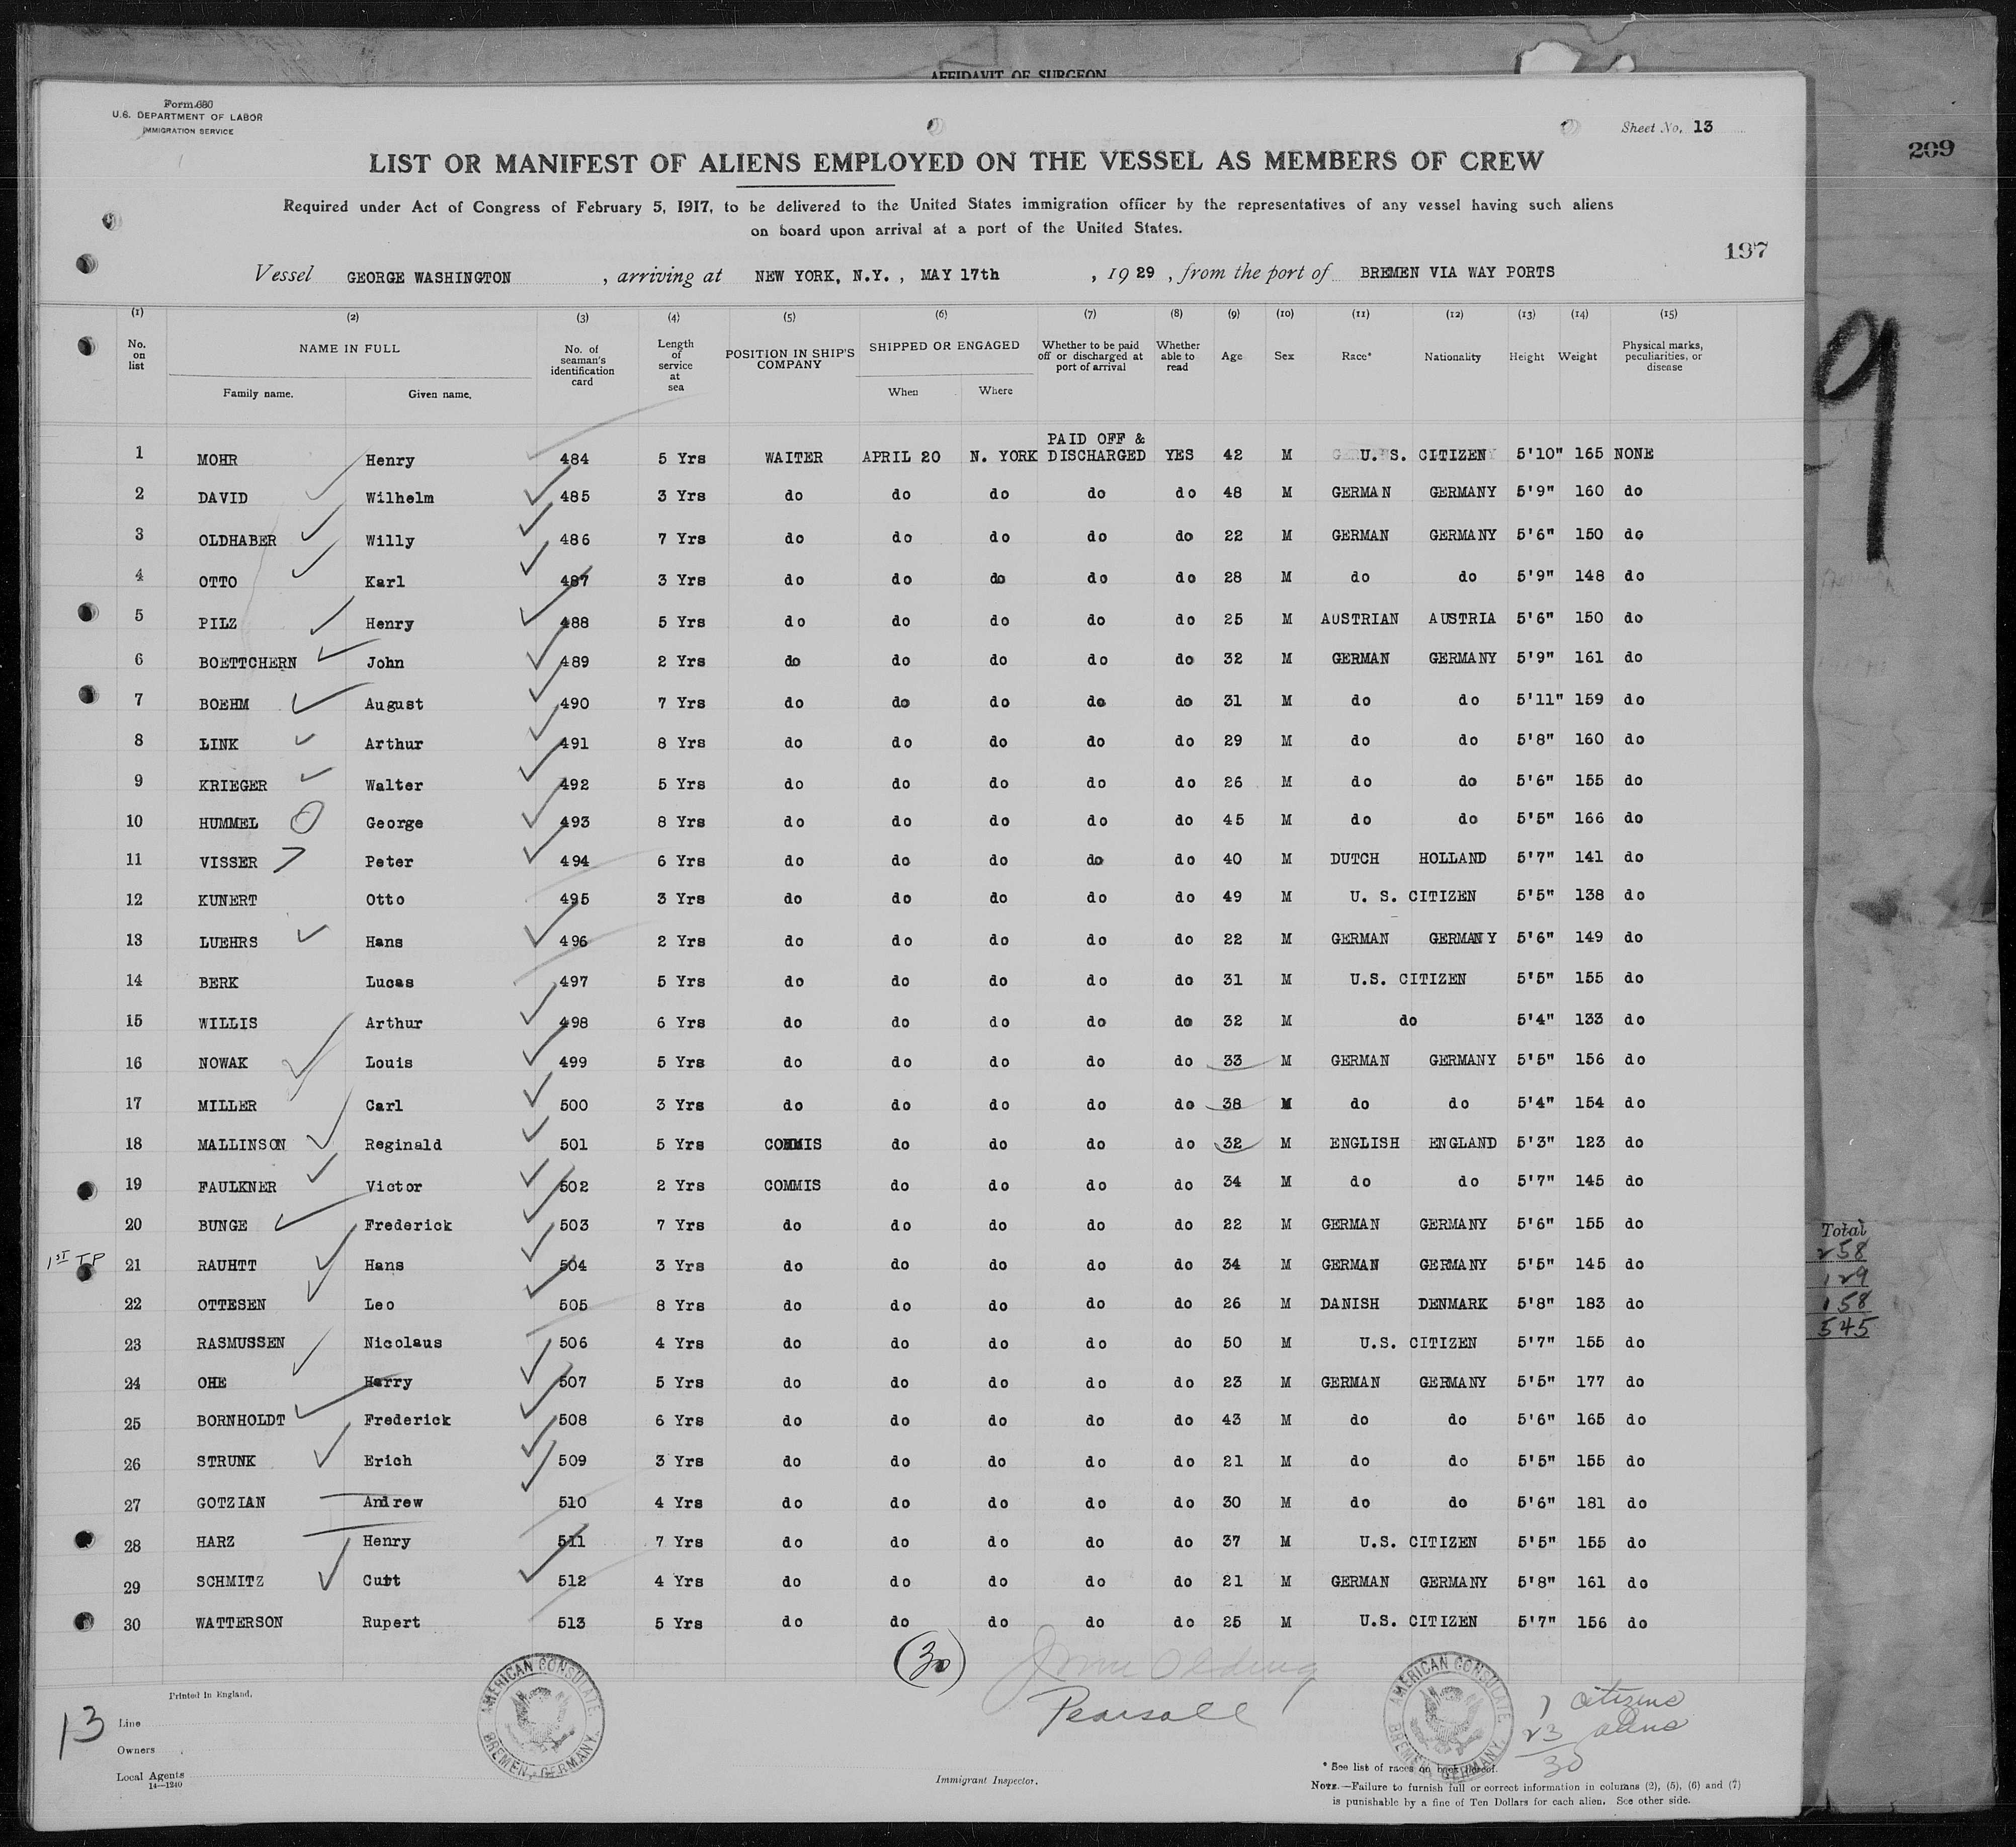 AFFIDAVIT OF SURGEON
Form 680
U.S. DEPARTMENT OF LABOR
IMMIGRATION SERVICE
Sheet No. 13
209
LIST OR MANIFEST OF ALIENS EMPLOYED ON THE VESSEL AS MEMBERS OF CREW
Required under Act of Congress of February 5, 1917, to be delivered to the United States immigration officer by the representatives of any vessel having such aliens
on board upon arrival at a port of the United States.
197
Vessel GEORGE WASHINGTON , arriving at NEW YORK, N.Y., MAY 17th , 1929 , from the port of BREMEN VIA WAY PORTS
9
(1) (2) (3) (4) (5) (6) (7) (8) (9) (10) (11) (12) (13) (14) (15)
No. on list NAME IN FULL No. of seaman's identification card Length of service at sea POSITION IN SHIP'S COMPANY SHIPPED OR ENGAGED Whether to be paid off or discharged at port of arrival Whether able to read Age Sex Race* Nationality Height Weight Physical marks, peculiarities, or disease
Family name. Given name. When Where
1 MOHR Henry 484 5 Yrs WAITER APRIL 20 N. YORK PAID OFF & DISCHARGED YES 42 M U. S. CITIZEN 5'10" 165 NONE
2 DAVID Wilhelm 485 3 Yrs do do do do do 48 M GERMAN GERMANY 5'9" 160 do
3 OLDHABER Willy 486 7 Yrs do do do do do 22 M GERMAN GERMANY 5'6" 150 do
4 OTTO Karl 487 3 Yrs do do do do do 28 M do do 5'9" 148 do
5 PILZ Henry 488 5 Yrs do do do do do 25 M AUSTRIAN AUSTRIA 5'6" 150 do
6 BOETTCHERN John 489 2 Yrs do do do do do 32 M GERMAN GERMANY 5'9" 161 do
7 BOEHM August 490 7 Yrs do do do do do 31 M do do 5'11" 159 do
8 LINK Arthur 491 8 Yrs do do do do do 29 M do do 5'8" 160 do
9 KRIEGER Walter 492 5 Yrs do do do do do 26 M do do 5'6" 155 do
10 HUMMEL George 493 8 Yrs do do do do do 45 M do do 5'5" 166 do
11 VISSER Peter 494 6 Yrs do do do do do 40 M DUTCH HOLLAND 5'7" 141 do
12 KUNERT Otto 495 3 Yrs do do do do do 49 M U. S. CITIZEN 5'5" 138 do
13 LUEHRS Hans 496 2 Yrs do do do do do 22 M GERMAN GERMANY 5'6" 149 do
14 BERK Lucas 497 5 Yrs do do do do do 31 M U.S. CITIZEN 5'5" 155 do
15 WILLIS Arthur 498 6 Yrs do do do do do 32 M do 5'4" 133 do
16 NOWAK Louis 499 5 Yrs do do do do do 33 M GERMAN GERMANY 5'5" 156 do
17 MILLER Carl 500 3 Yrs do do do do do 38 M do do 5'4" 154 do
18 MALLINSON Reginald 501 5 Yrs COMMIS do do do do 32 M ENGLISH ENGLAND 5'3" 123 do
19 FAULKNER Victor 502 2 Yrs COMMIS do do do do 34 M do do 5'7" 145 do
20 BUNGE Frederick 503 7 Yrs do do do do do 22 M GERMAN GERMANY 5'6" 155 do
1ST TP 21 RAUHTT Hans 504 3 Yrs do do do do do 34 M GERMAN GERMANY 5'5" 145 do
22 OTTESEN Leo 505 8 Yrs do do do do do 26 M DANISH DENMARK 5'8" 183 do
23 RASMUSSEN Nicolaus 506 4 Yrs do do do do do 50 M U.S. CITIZEN 5'7" 155 do
24 OHE Harry 507 5 Yrs do do do do do 23 M GERMAN GERMANY 5'5" 177 do
25 BORNHOLDT Frederick 508 6 Yrs do do do do do 43 M do do 5'6" 165 do
26 STRUNK Erich 509 3 Yrs do do do do do 21 M do do 5'5" 155 do
27 GOTZIAN Andrew 510 4 Yrs do do do do do 30 M do do 5'6" 181 do
28 HARZ Henry 511 7 Yrs do do do do do 37 M U.S. CITIZEN 5'5" 155 do
29 SCHMITZ Curt 512 4 Yrs do do do do do 21 M GERMAN GERMANY 5'8" 161 do
30 WATTERSON Rupert 513 5 Yrs do do do do do 25 M U.S. CITIZEN 5'7" 156 do
Total
258
129
158
545
(30)
Pearsall
AMERICAN CONSULATE
BREMEN, GERMANY.
AMERICAN CONSULATE
BREMEN, GERMANY.
7 citizens
23 aliens
30
13
Printed in England.
Line
Owners
Local Agents
14—1240
Immigrant Inspector.
* See list of races on back thereof.
NOTE.—Failure to furnish full or correct information in columns (2), (5), (6) and (7)
is punishable by a fine of Ten Dollars for each alien. See other side.